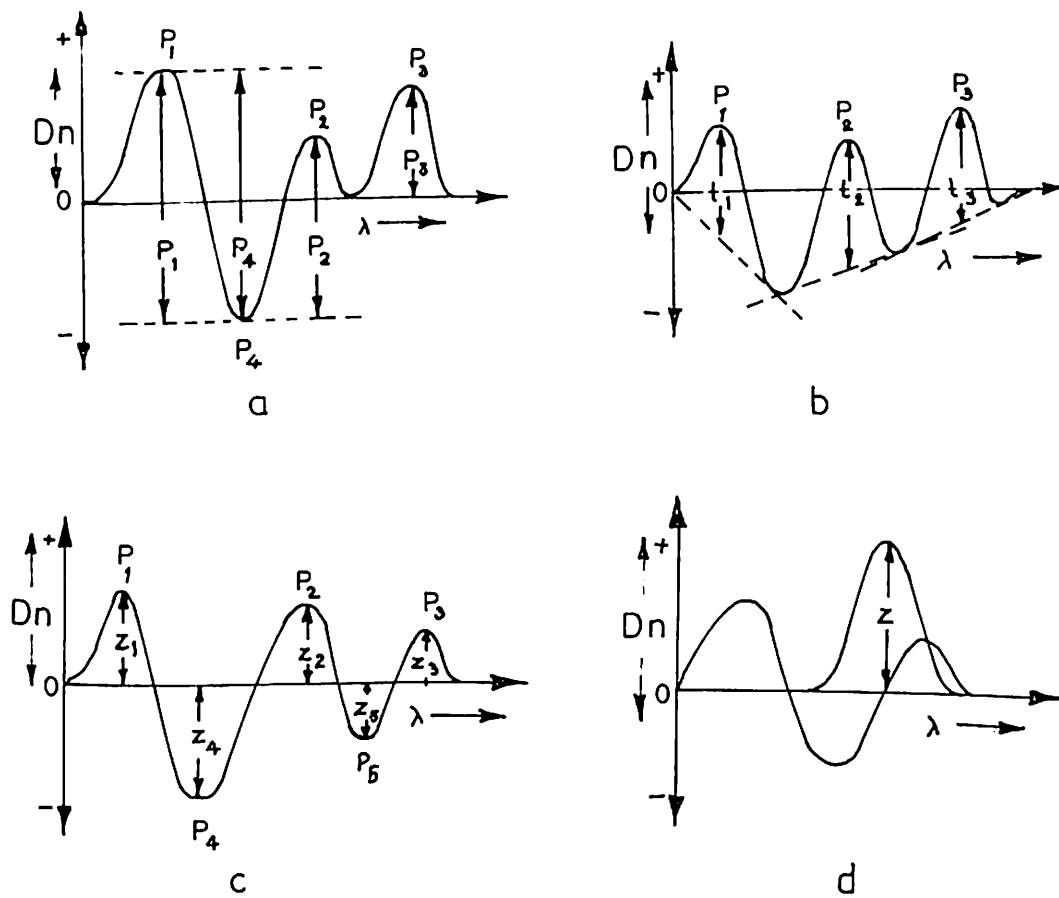 +
Dn
0
-
P₁
P₂
P₃
P₁
P₄
P₂
P₃
λ
P₄
a
+
Dn
0
-
P₁
P₂
P₃
t₁
t₂
t₃
λ
b
+
Dn
0
-
P₁
P₂
P₃
z₁
z₂
z₃
z₄
z₅
λ
P₄
P₅
c
+
Dn
0
-
z
λ
d